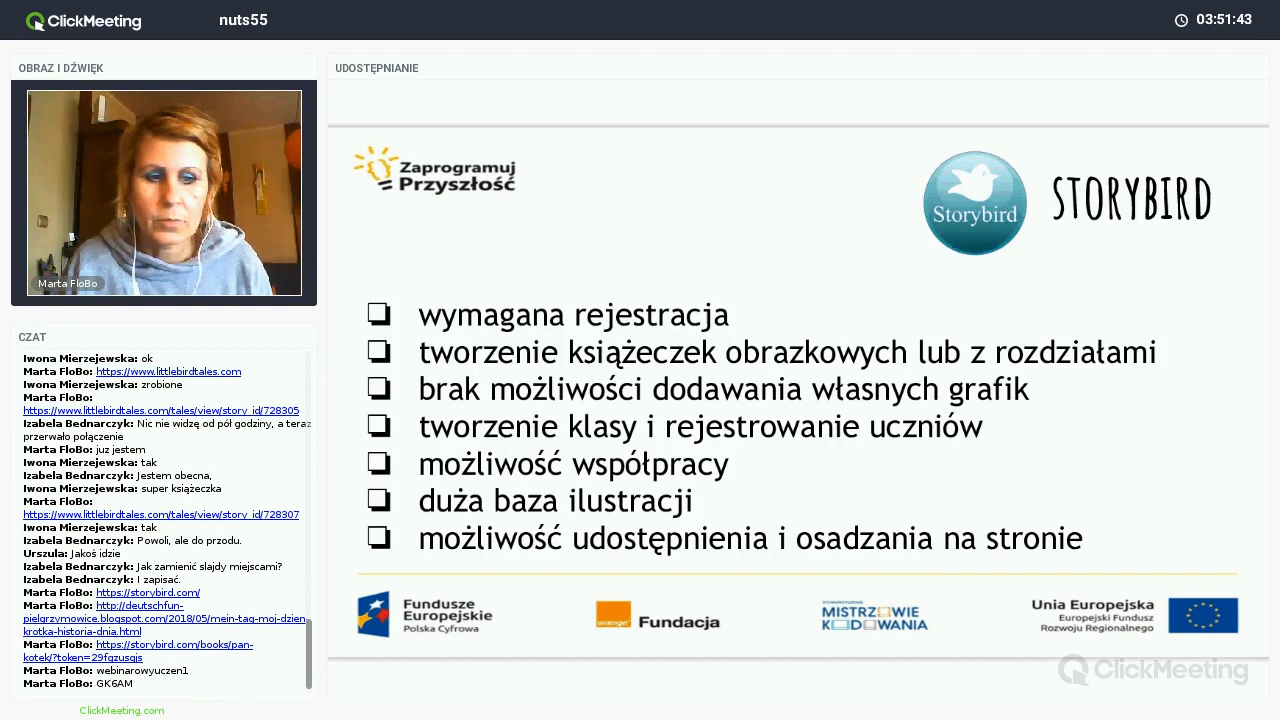 ClickMeeting
nuts55
03:51:43
OBRAZ I DŹWIĘK
Marta FloBo
CZAT
Iwona Mierzejewska: ok
Marta FloBo: https://www.littlebirdtales.com
Iwona Mierzejewska: zrobione
Marta FloBo:
https://www.littlebirdtales.com/tales/view/story_id/728305
Izabela Bednarczyk: Nic nie widzę od pół godziny, a teraz
przerwało połączenie
Marta FloBo: juz jestem
Iwona Mierzejewska: tak
Izabela Bednarczyk: Jestem obecna,
Iwona Mierzejewska: super książeczka
Marta FloBo:
https://www.littlebirdtales.com/tales/view/story_id/728307
Iwona Mierzejewska: tak
Izabela Bednarczyk: Powoli, ale do przodu.
Urszula: Jakoś idzie
Izabela Bednarczyk: Jak zamienić slajdy miejscami?
Izabela Bednarczyk: I zapisać.
Marta FloBo: https://storybird.com/
Marta FloBo: http://deutschfun-
pielgrzymowice.blogspot.com/2018/05/mein-tag-moj-dzien-
krotka-historia-dnia.html
Marta FloBo: https://storybird.com/books/pan-
kotek/?token=29fgzusgjs
Marta FloBo: webinarowyuczen1
Marta FloBo: GK6AM
ClickMeeting.com
UDOSTĘPNIANIE
Zaprogramuj
Przyszłość
Storybird
STORYBIRD
❏ wymagana rejestracja
❏ tworzenie książeczek obrazkowych lub z rozdziałami
❏ brak możliwości dodawania własnych grafik
❏ tworzenie klasy i rejestrowanie uczniów
❏ możliwość współpracy
❏ duża baza ilustracji
❏ możliwość udostępnienia i osadzania na stronie
Fundusze
Europejskie
Polska Cyfrowa
orange
Fundacja
STOWARZYSZENIE
MISTRZOWIE
KODOWANIA
Unia Europejska
Europejski Fundusz
Rozwoju Regionalnego
ClickMeeting